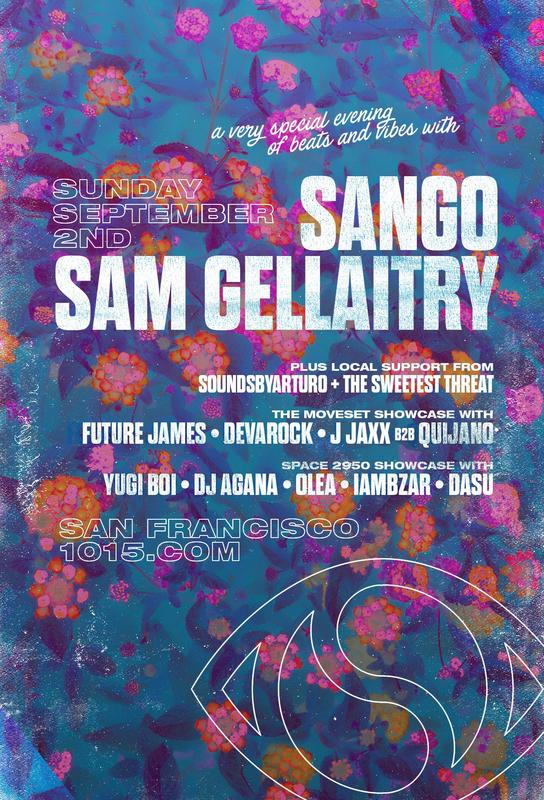 a very special evening
of beats and vibes with
SUNDAY
SEPTEMBER
2ND
SANGO
SAM GELLAITRY
PLUS LOCAL SUPPORT FROM
SOUNDSBYARTURO + THE SWEETEST THREAT
THE MOVESET SHOWCASE WITH
FUTURE JAMES • DEVAROCK • J JAXX B2B QUIJANO
SPACE 2950 SHOWCASE WITH
YUGI BOI • DJ AGANA • OLEA • IAMBZAR • DASU
SAN FRANCISCO
1015.COM